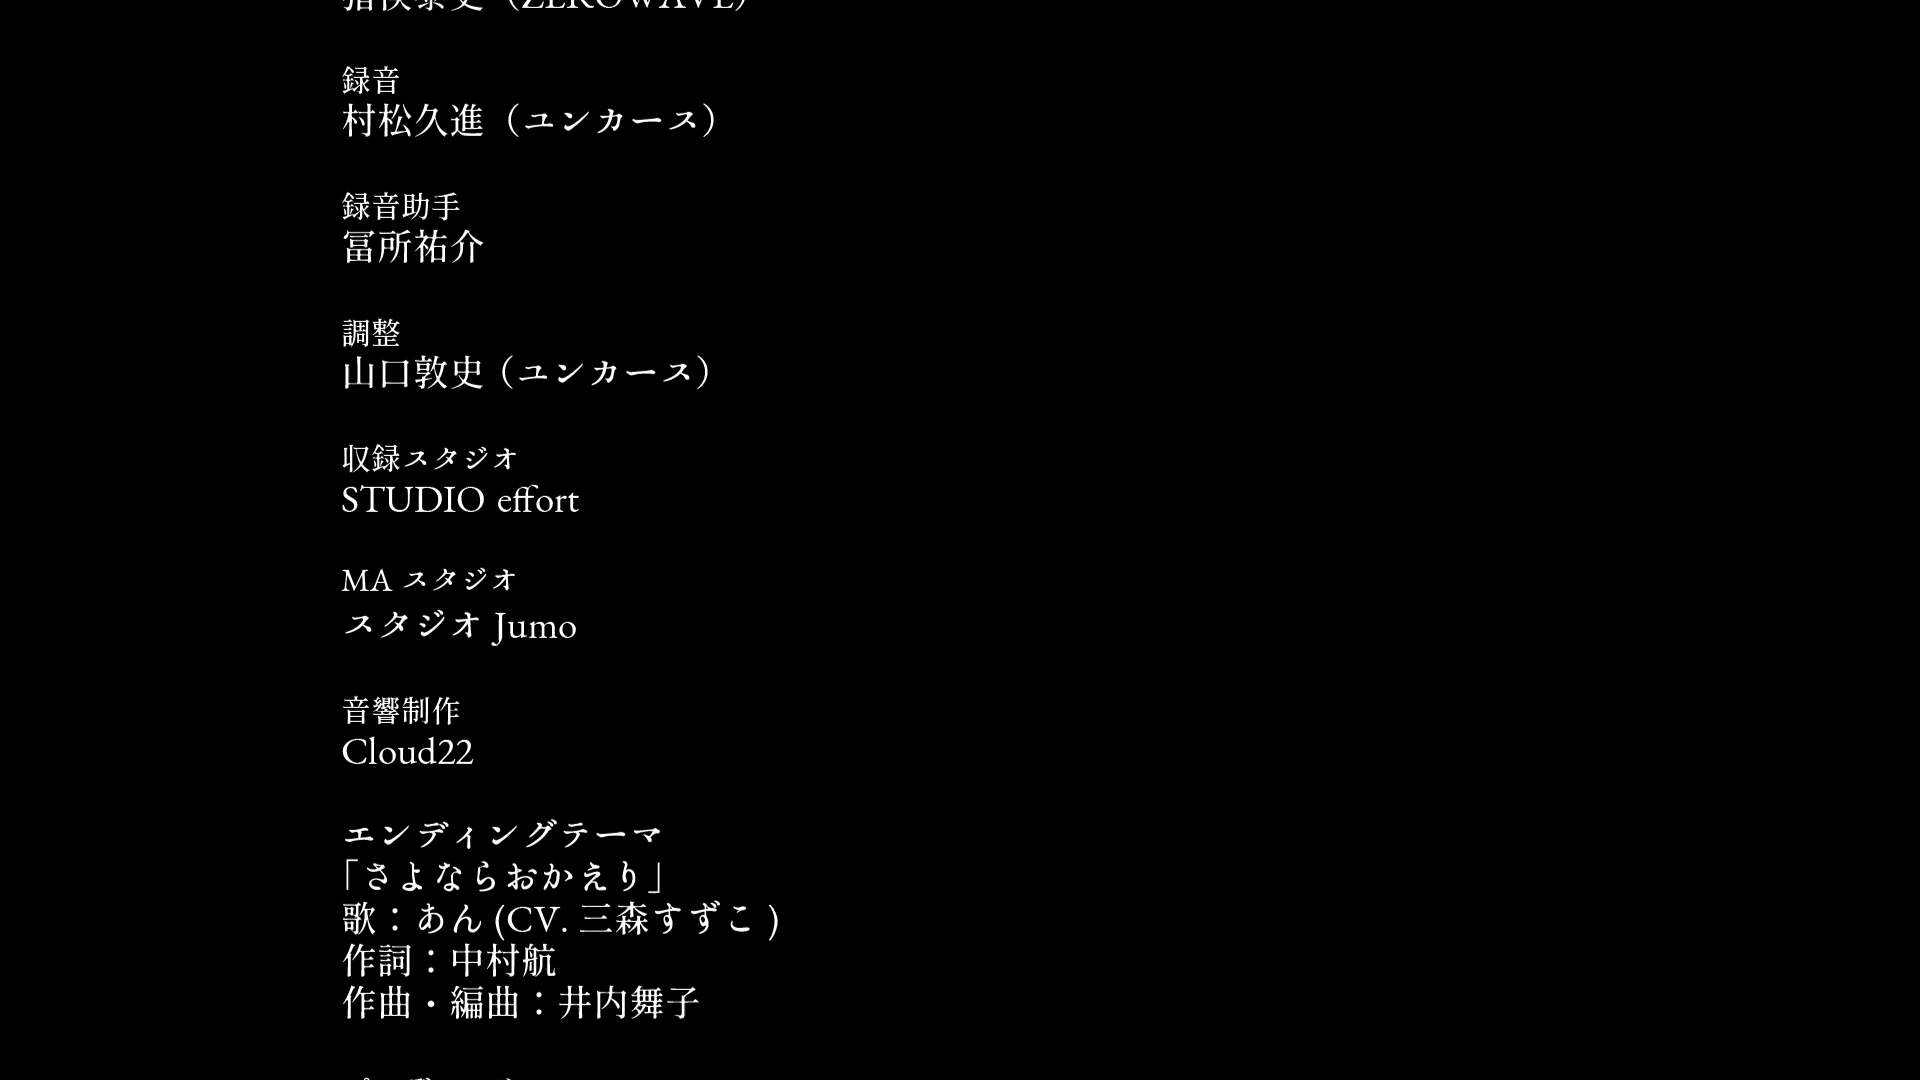 (ZEROWAVE)
録音
村松久進（ユンカース）
録音助手
冨所祐介
調整
山口敦史（ユンカース）
収録スタジオ
STUDIO effort
MA スタジオ
スタジオ Jumo
音響制作
Cloud22
エンディングテーマ
「さよならおかえり」
歌：あん (CV. 三森すずこ )
作詞：中村航
作曲・編曲：井内舞子